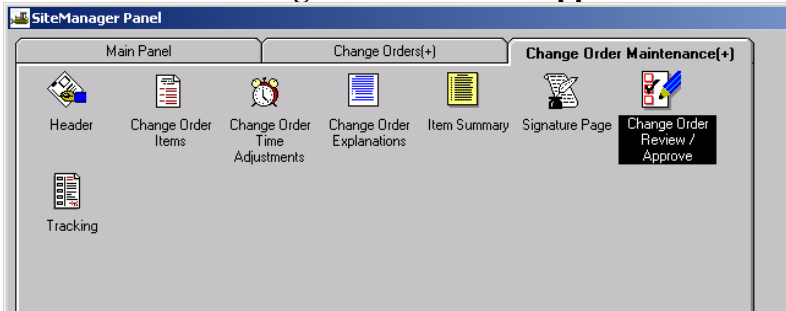 SiteManager Panel
Main Panel
Change Orders(+)
Change Order Maintenance(+)
Header
Change Order
Items
Change Order
Time
Adjustments
Change Order
Explanations
Item Summary
Signature Page
Change Order
Review /
Approve
Tracking